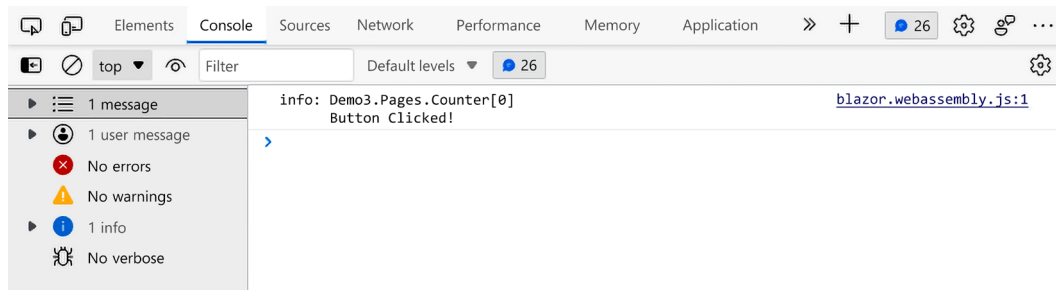 Elements Console Sources Network Performance Memory Application 26
top Filter Default levels 26
1 message
1 user message
No errors
No warnings
1 info
No verbose
info: Demo3.Pages.Counter[0] blazor.webassembly.js:1
Button Clicked!